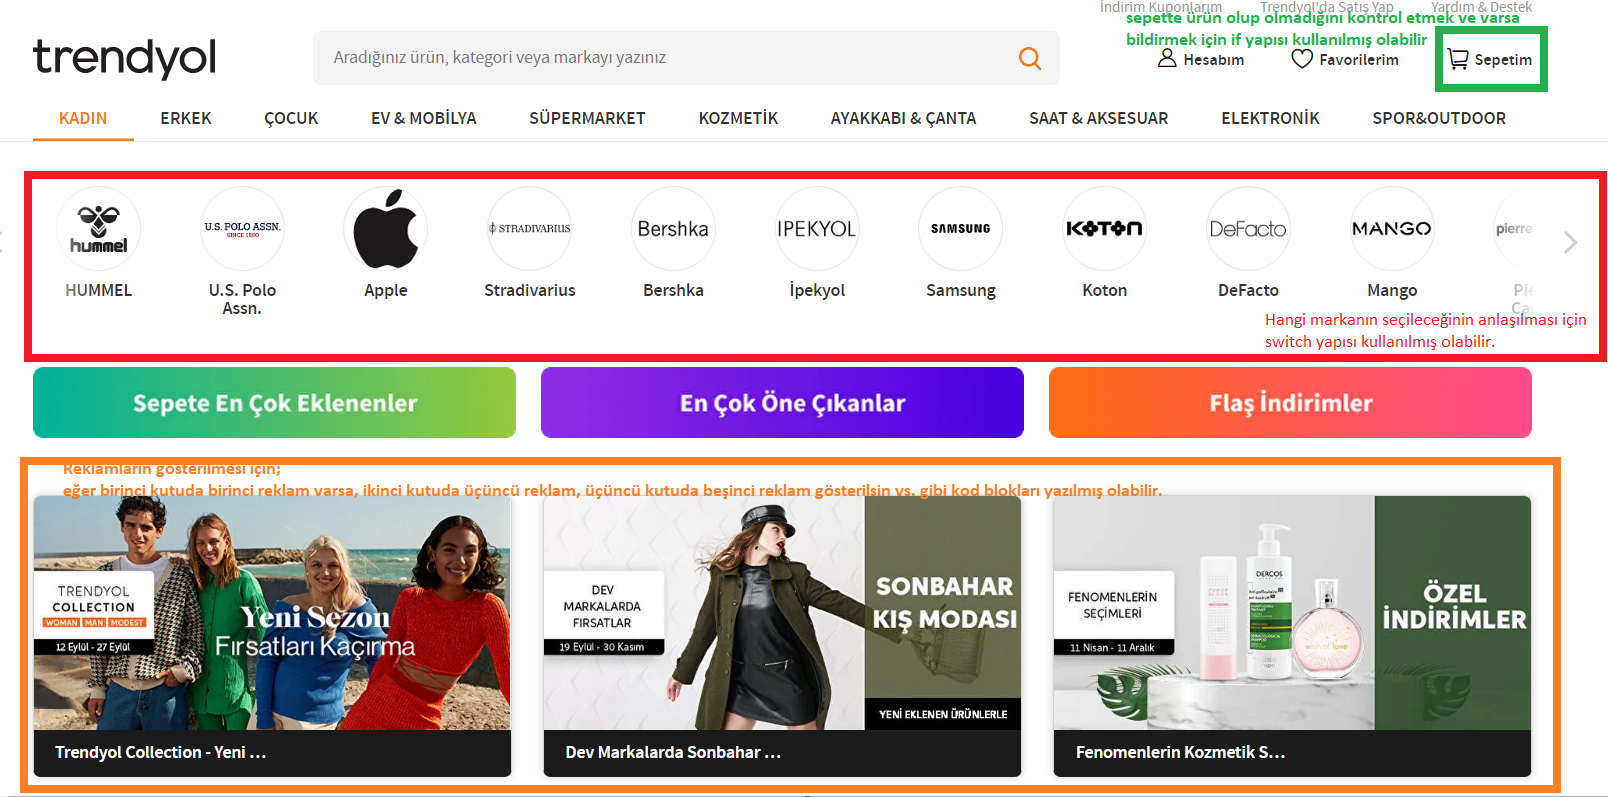 İndirim Kuponlarım Trendyol'da Satış Yap Yardım & Destek
sepette ürün olup olmadığını kontrol etmek ve varsa
bildirmek için if yapısı kullanılmış olabilir
trendyol
Aradığınız ürün, kategori veya markayı yazınız
Hesabım Favorilerim Sepetim
KADIN ERKEK ÇOCUK EV & MOBİLYA SÜPERMARKET KOZMETİK AYAKKABI & ÇANTA SAAT & AKSESUAR ELEKTRONİK SPOR&OUTDOOR
hummel U.S. POLO ASSN. STRADIVARIUS Bershka IPEKYOL SAMSUNG KOTON DeFacto MANGO pierre
SINCE 1890
HUMMEL U.S. Polo Apple Stradivarius Bershka İpekyol Samsung Koton DeFacto Mango Pie
Assn. Ca
Hangi markanın seçileceğinin anlaşılması için
switch yapısı kullanılmış olabilir.
Sepete En Çok Eklenenler En Çok Öne Çıkanlar Flaş İndirimler
Reklamların gösterilmesi için;
eğer birinci kutuda birinci reklam varsa, ikinci kutuda üçüncü reklam, üçüncü kutuda beşinci reklam gösterilsin vs. gibi kod blokları yazılmış olabilir.
TRENDYOL
COLLECTION
WOMAN MAN MODEST
12 Eylül - 27 Eylül
Yeni Sezon
Fırsatları Kaçırma
Trendyol Collection - Yeni ...
DEV
MARKALARDA
FIRSATLAR
19 Eylül - 30 Kasım
SONBAHAR
KIŞ MODASI
YENİ EKLENEN ÜRÜNLERLE
Dev Markalarda Sonbahar ...
FENOMENLERİN
SEÇİMLERİ
11 Nisan - 11 Aralık
DERCOS
wish of love
ÖZEL
İNDİRİMLER
Fenomenlerin Kozmetik S...